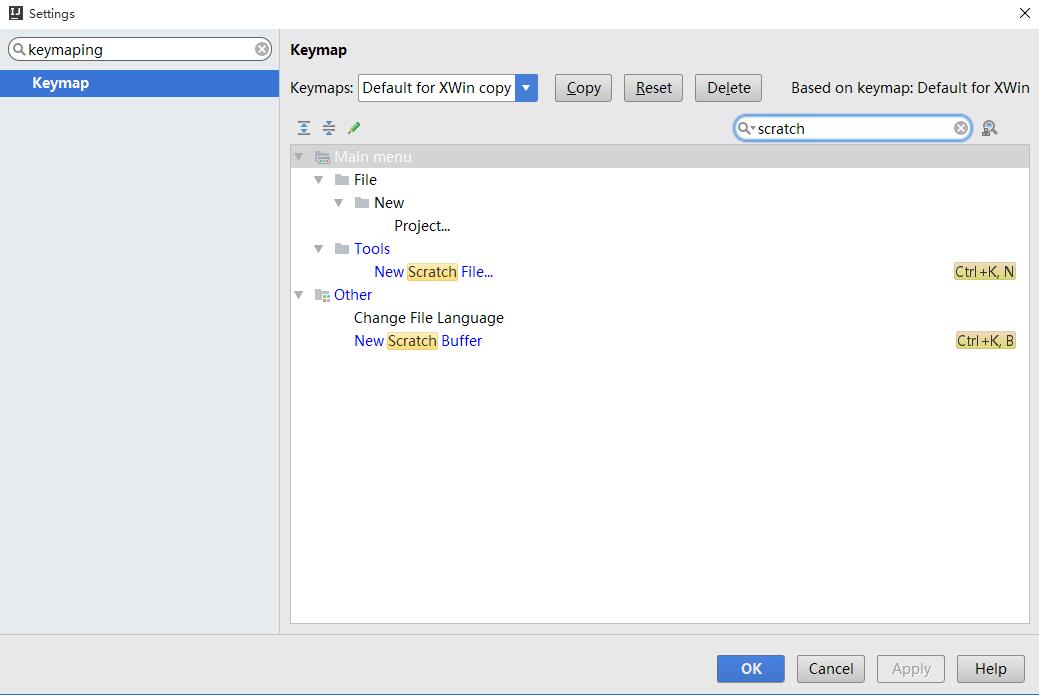 IJ Settings
keymaping
Keymap
Keymap
Keymaps: Default for XWin copy Copy Reset Delete Based on keymap: Default for XWin
scratch
Main menu
File
New
Project...
Tools
New Scratch File... Ctrl +K, N
Other
Change File Language
New Scratch Buffer Ctrl +K, B
OK Cancel Apply Help